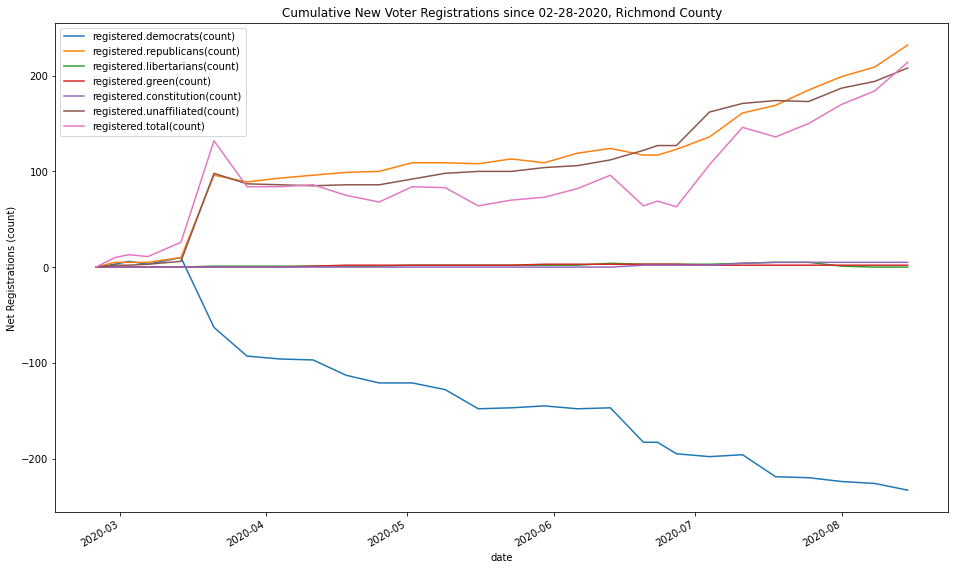 Cumulative New Voter Registrations since 02-28-2020, Richmond County
registered.democrats(count)
registered.republicans(count)
registered.libertarians(count)
registered.green(count)
registered.constitution(count)
registered.unaffiliated(count)
registered.total(count)
Net Registrations (count)
200
100
0
−100
−200
2020-03
2020-04
2020-05
2020-06
2020-07
2020-08
date